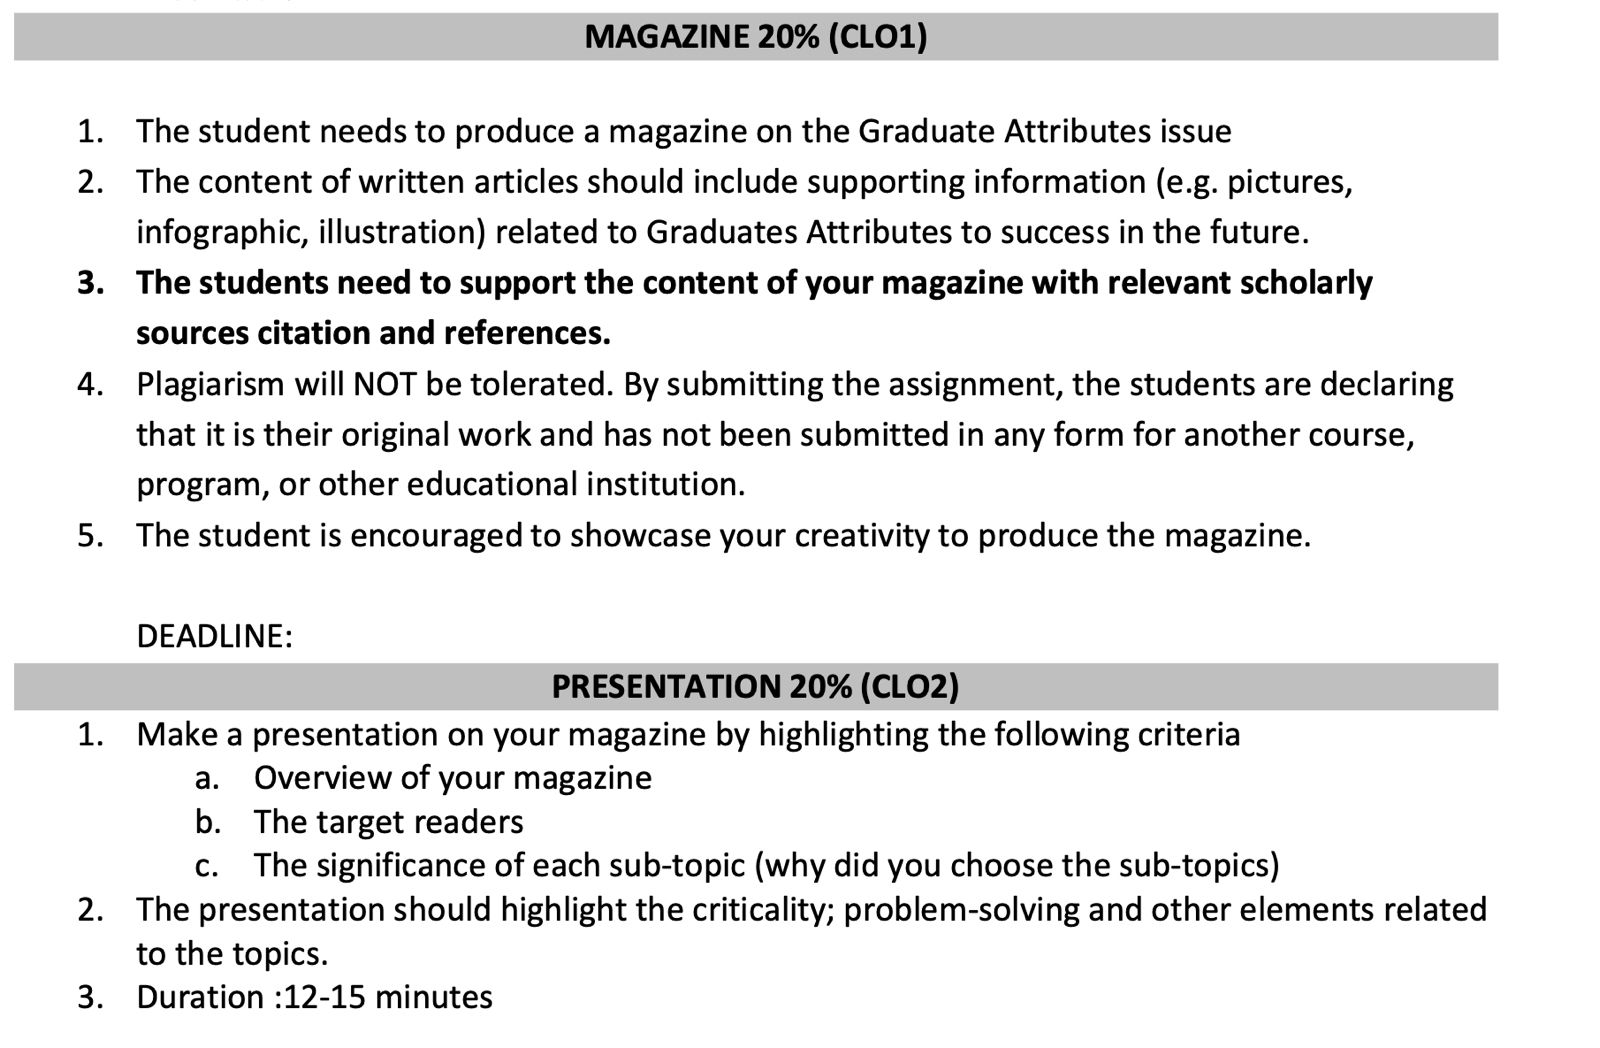 MAGAZINE 20% (CLO1)
1. The student needs to produce a magazine on the Graduate Attributes issue
2. The content of written articles should include supporting information (e.g. pictures,
infographic, illustration) related to Graduates Attributes to success in the future.
3. The students need to support the content of your magazine with relevant scholarly
sources citation and references.
4. Plagiarism will NOT be tolerated. By submitting the assignment, the students are declaring
that it is their original work and has not been submitted in any form for another course,
program, or other educational institution.
5. The student is encouraged to showcase your creativity to produce the magazine.
DEADLINE:
PRESENTATION 20% (CLO2)
1. Make a presentation on your magazine by highlighting the following criteria
a. Overview of your magazine
b. The target readers
c. The significance of each sub-topic (why did you choose the sub-topics)
2. The presentation should highlight the criticality; problem-solving and other elements related
to the topics.
3. Duration :12-15 minutes